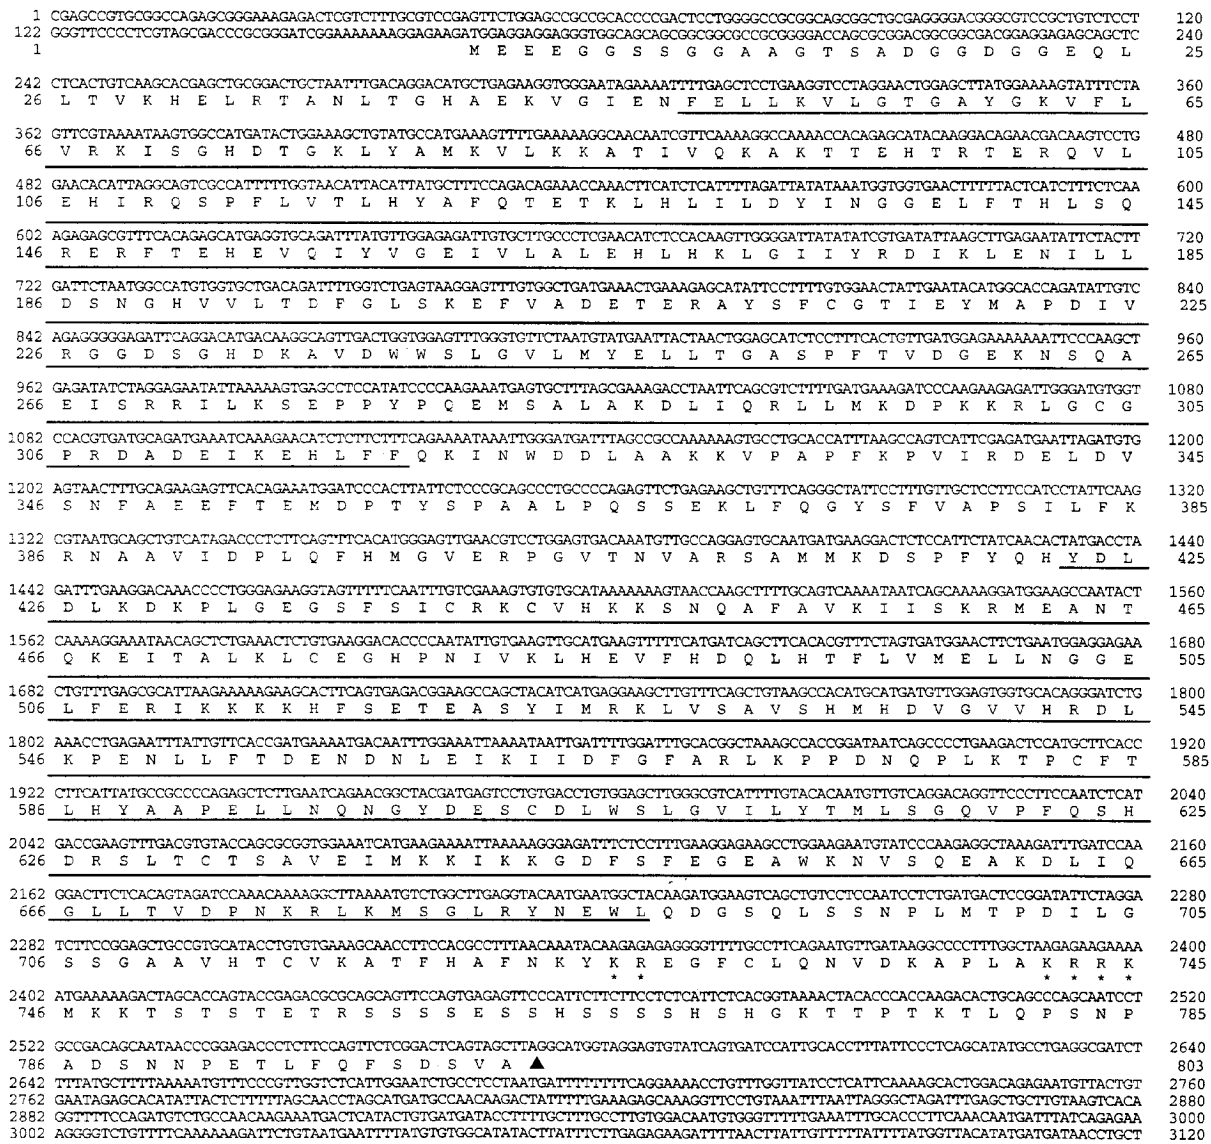 1 CGAGCCGTGCGGCCAGAGCGGGAAAGAGACTCGTCTTTGCGTCCGAGTTCTGGAGCCGCCGCACCCCGACTCCTGGGGCCGCGGCAGCGGCTGCGAGGGGACGGGCGTCCGCTGTCTCCT 120
122 GGGTTCCCCTCGTAGCGACCCGCGGGATCGGAAAAAAAGGAGAAGATGGAGGAGGAGGGTGGCAGCAGCGGCGGCGCCGCGGGGACCAGCGCGGACGGCGGCGACGGAGGAGAGCAGCTC 240
1 M E E E G G S S G G A A G T S A D G G D G G E Q L 25
242 CTCACTGTCAAGCACGAGCTGCGGACTGCTAATTTGACAGGACATGCTGAGAAGGTGGGAATAGAAAATTTTGAGCTCCTGAAGGTCCTAGGAACTGGAGCTTATGGAAAAGTATTTCTA 360
26 L T V K H E L R T A N L T G H A E K V G I E N F E L L K V L G T G A Y G K V F L 65
362 GTTCGTAAAATAAGTGGCCATGATACTGGAAAGCTGTATGCCATGAAAGTTTTGAAAAAGGCAACAATCGTTCAAAAGGCCAAAACCACAGAGCATACAAGGACAGAACGACAAGTCCTG 480
66 V R K I S G H D T G K L Y A M K V L K K A T I V Q K A K T T E H T R T E R Q V L 105
482 GAACACATTAGGCAGTCGCCATTTTTGGTAACATTACATTATGCTTTCCAGACAGAAACCAAACTTCATCTCATTTTAGATTATATAAATGGTGGTGAACTTTTTACTCATCTTTCTCAA 600
106 E H I R Q S P F L V T L H Y A F Q T E T K L H L I L D Y I N G G E L F T H L S Q 145
602 AGAGAGCGTTTCACAGAGCATGAGGTGCAGATTTATGTTGGAGAGATTGTGCTTGCCCTCGAACATCTCCACAAGTTGGGGATTATATATCGTGATATTAAGCTTGAGAATATTCTACTT 720
146 R E R F T E H E V Q I Y V G E I V L A L E H L H K L G I I Y R D I K L E N I L L 185
722 GATTCTAATGGCCATGTGGTGCTGACAGATTTTGGTCTGAGTAAGGAGTTTGTGGCTGATGAAACTGAAAGAGCATATTCCTTTTGTGGAACTATTGAATACATGGCACCAGATATTGTC 840
186 D S N G H V V L T D F G L S K E F V A D E T E R A Y S F C G T I E Y M A P D I V 225
842 AGAGGGGGAGATTCAGGACATGACAAGGCAGTTGACTGGTGGAGTTTGGGTGTTCTAATGTATGAATTACTAACTGGAGCATCTCCTTTCACTGTTGATGGAGAAAAAAATTCCCAAGCT 960
226 R G G D S G H D K A V D W W S L G V L M Y E L L T G A S P F T V D G E K N S Q A 265
962 GAGATATCTAGGAGAATATTAAAAAGTGAGCCTCCATATCCCCAAGAAATGAGTGCTTTAGCGAAAGACCTAATTCAGCGTCTTTTGATGAAAGATCCCAAGAAGAGATTGGGATGTGGT 1080
266 E I S R R I L K S E P P Y P Q E M S A L A K D L I Q R L L M K D P K K R L G C G 305
1082 CCACGTGATGCAGATGAAATCAAAGAACATCTCTTCTTTCAGAAAATAAATTGGGATGATTTAGCCGCCAAAAAAGTGCCTGCACCATTTAAGCCAGTCATTCGAGATGAATTAGATGTG 1200
306 P R D A D E I K E H L F F Q K I N W D D L A A K K V P A P F K P V I R D E L D V 345
1202 AGTAACTTTGCAGAAGAGTTCACAGAAATGGATCCCACTTATTCTCCCGCAGCCCTGCCCCAGAGTTCTGAGAAGCTGTTTCAGGGCTATTCCTTTGTTGCTCCTTCCATCCTATTCAAG 1320
346 S N F A E E F T E M D P T Y S P A A L P Q S S E K L F Q G Y S F V A P S I L F K 385
1322 CGTAATGCAGCTGTCATAGACCCTCTTCAGTTTCACATGGGAGTTGAACGTCCTGGAGTGACAAATGTTGCCAGGAGTGCAATGATGAAGGACTCTCCATTCTATCAACACTATGACCTA 1440
386 R N A A V I D P L Q F H M G V E R P G V T N V A R S A M M K D S P F Y Q H Y D L 425
1442 GATTTGAAGGACAAACCCCTGGGAGAAGGTAGTTTTTCAATTTGTCGAAAGTGTGTGCATAAAAAAAGTAACCAAGCTTTTGCAGTCAAAATAATCAGCAAAAGGATGGAAGCCAATACT 1560
426 D L K D K P L G E G S F S I C R K C V H K K S N Q A F A V K I I S K R M E A N T 465
1562 CAAAAGGAAATAACAGCTCTGAAACTCTGTGAAGGACACCCCAATATTGTGAAGTTGCATGAAGTTTTTCATGATCAGCTTCACACGTTTCTAGTGATGGAACTTCTGAATGGAGGAGAA 1680
466 Q K E I T A L K L C E G H P N I V K L H E V F H D Q L H T F L V M E L L N G G E 505
1682 CTGTTTGAGCGCATTAAGAAAAAGAAGCACTTCAGTGAGACGGAAGCCAGCTACATCATGAGGAAGCTTGTTTCAGCTGTAAGCCACATGCATGATGTTGGAGTGGTGCACAGGGATCTG 1800
506 L F E R I K K K K H F S E T E A S Y I M R K L V S A V S H M H D V G V V H R D L 545
1802 AAACCTGAGAATTTATTGTTCACCGATGAAAATGACAATTTGGAAATTAAAATAATTGATTTTGGATTTGCACGGCTAAAGCCACCGGATAATCAGCCCCTGAAGACTCCATGCTTCACC 1920
546 K P E N L L F T D E N D N L E I K I I D F G F A R L K P P D N Q P L K T P C F T 585
1922 CTTCATTATGCCGCCCCAGAGCTCTTGAATCAGAACGGCTACGATGAGTCCTGTGACCTGTGGAGCTTGGGCGTCATTTTGTACACAATGTTGTCAGGACAGGTTCCCTTCCAATCTCAT 2040
586 L H Y A A P E L L N Q N G Y D E S C D L W S L G V I L Y T M L S G Q V P F Q S H 625
2042 GACCGAAGTTTGACGTGTACCAGCGCGGTGGAAATCATGAAGAAAATTAAAAAGGGAGATTTCTCCTTTGAAGGAGAAGCCTGGAAGAATGTATCCCAAGAGGCTAAAGATTTGATCCAA 2160
626 D R S L T C T S A V E I M K K I K K G D F S F E G E A W K N V S Q E A K D L I Q 665
2162 GGACTTCTCACAGTAGATCCAAACAAAAGGCTTAAAATGTCTGGCTTGAGGTACAATGAATGGCTACAAGATGGAAGTCAGCTGTCCTCCAATCCTCTGATGACTCCGGATATTCTAGGA 2280
666 G L L T V D P N K R L K M S G L R Y N E W L Q D G S Q L S S N P L M T P D I L G 705
2282 TCTTCCGGAGCTGCCGTGCATACCTGTGTGAAAGCAACCTTCCACGCCTTTAACAAATACAAGAGAGAGGGGTTTTGCCTTCAGAATGTTGATAAGGCCCCTTTGGCTAAGAGAAGAAAA 2400
706 S S G A A V H T C V K A T F H A F N K Y K R E G F C L Q N V D K A P L A K R R K 745
* * * * * *
2402 ATGAAAAAGACTAGCACCAGTACCGAGACGCGCAGCAGTTCCAGTGAGAGTTCCCATTCTTCTTCCTCTCATTCTCACGGTAAAACTACACCCACCAAGACACTGCAGCCCAGCAATCCT 2520
746 M K K T S T S T E T R S S S S E S S H S S S S H S H G K T T P T K T L Q P S N P 785
2522 GCCGACAGCAATAACCCGGAGACCCTCTTCCAGTTCTCGGACTCAGTAGCTTAGGCATGGTAGGAGTGTATCAGTGATCCATTGCACCTTTATTCCCTCAGCATATGCCTGAGGCGATCT 2640
786 A D S N N P E T L F Q F S D S V A ▲ 803
2642 TTTATGCTTTTAAAAATGTTTCCCGTTGGTCTCATTGGAATCTGCCTCCTAATGATTTTTTTTCAGGAAAACCTGTTTGGTTATCCTCATTCAAAAGCACTGGACAGAGAATGTTACTGT 2760
2762 GAATAGAGCACATATTACTCTTTTTAGCAACCTAGCATGATGCCAACAAGACTATTTTTGAAAGAGCAAAGGTTCCTGTAAATTTAATTAGGGCTAGATTTGAGCTGCTTGTAAGTCACA 2880
2882 GGTTTTCCAGATGTCTGCCAACAAGAAATGACTCATACTGTGATGATACCTTTTGCTTTGCCTTGTGGACAATGTGGGTTTTTGAAATTTGCACCCTTCAAACAATGATTTATCAGAGAA 3000
3002 AGGGGTCTGTTTTCAAAAAAGATTCTGTAATGAATTTTATGTGTGGCATATACTTATTTCTTGAGAGAAGATTTTAACTTATTGTTTTTATTTTATGGTTACATATGATGATAACCTGCT 3120